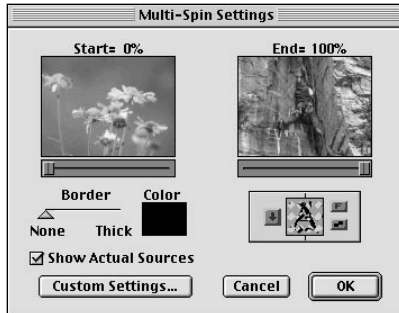 Multi-Spin Settings
Start= 0% End= 100%
Border Color
None Thick
Show Actual Sources
Custom Settings... Cancel OK